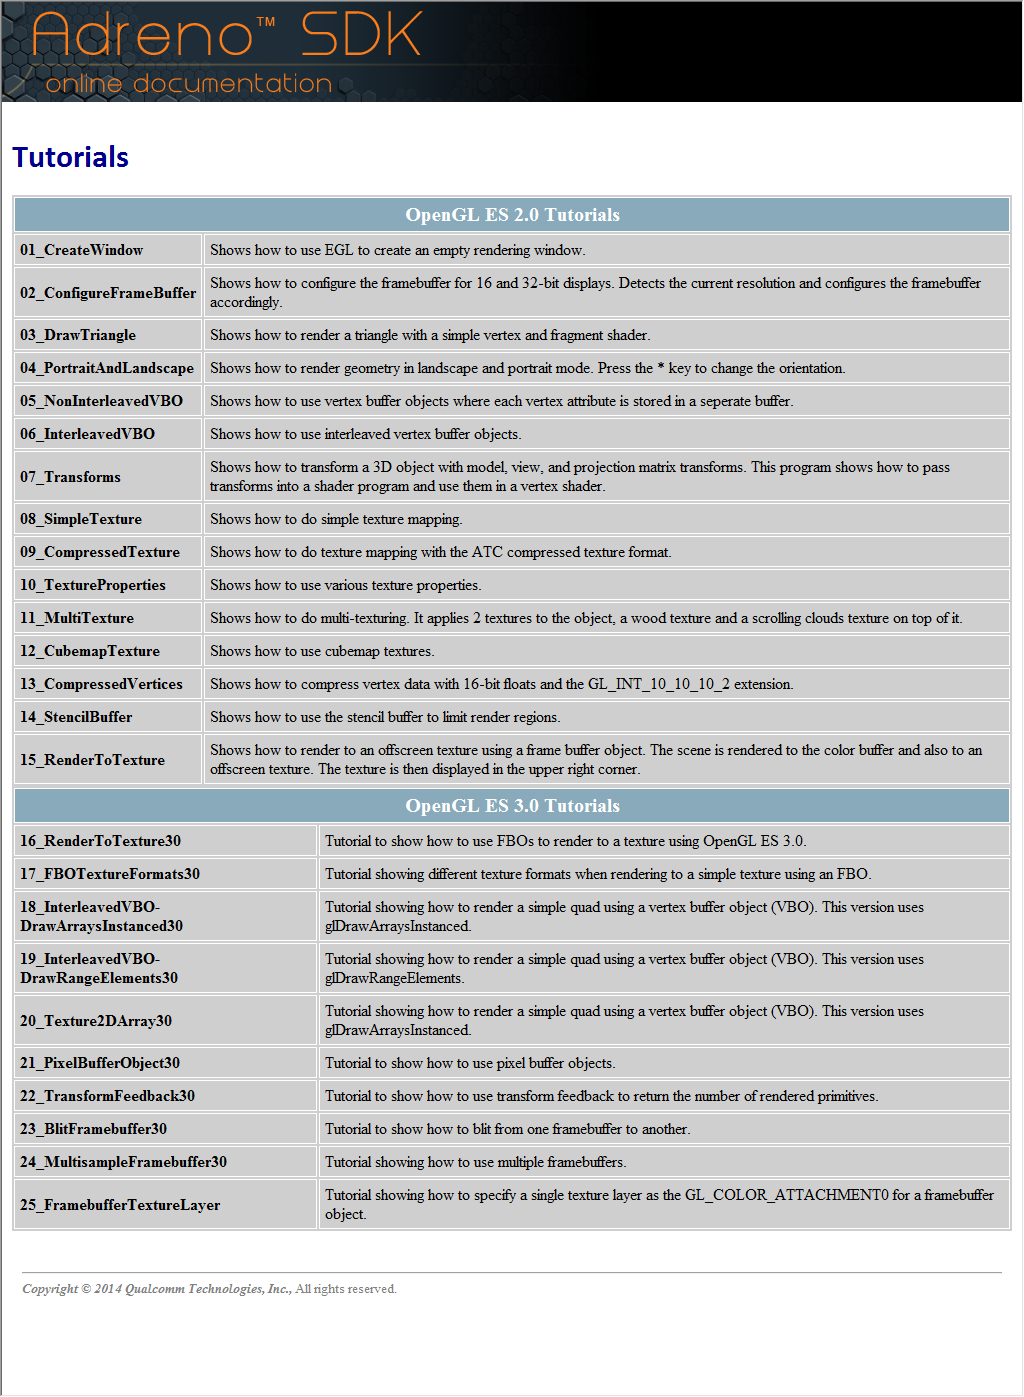 Adreno™ SDK
online documentation
Tutorials
OpenGL ES 2.0 Tutorials
01_CreateWindow Shows how to use EGL to create an empty rendering window.
02_ConfigureFrameBuffer Shows how to configure the framebuffer for 16 and 32-bit displays. Detects the current resolution and configures the framebuffer
accordingly.
03_DrawTriangle Shows how to render a triangle with a simple vertex and fragment shader.
04_PortraitAndLandscape Shows how to render geometry in landscape and portrait mode. Press the * key to change the orientation.
05_NonInterleavedVBO Shows how to use vertex buffer objects where each vertex attribute is stored in a seperate buffer.
06_InterleavedVBO Shows how to use interleaved vertex buffer objects.
07_Transforms Shows how to transform a 3D object with model, view, and projection matrix transforms. This program shows how to pass
transforms into a shader program and use them in a vertex shader.
08_SimpleTexture Shows how to do simple texture mapping.
09_CompressedTexture Shows how to do texture mapping with the ATC compressed texture format.
10_TextureProperties Shows how to use various texture properties.
11_MultiTexture Shows how to do multi-texturing. It applies 2 textures to the object, a wood texture and a scrolling clouds texture on top of it.
12_CubemapTexture Shows how to use cubemap textures.
13_CompressedVertices Shows how to compress vertex data with 16-bit floats and the GL_INT_10_10_10_2 extension.
14_StencilBuffer Shows how to use the stencil buffer to limit render regions.
15_RenderToTexture Shows how to render to an offscreen texture using a frame buffer object. The scene is rendered to the color buffer and also to an
offscreen texture. The texture is then displayed in the upper right corner.
OpenGL ES 3.0 Tutorials
16_RenderToTexture30 Tutorial to show how to use FBOs to render to a texture using OpenGL ES 3.0.
17_FBOTextureFormats30 Tutorial showing different texture formats when rendering to a simple texture using an FBO.
18_InterleavedVBO- Tutorial showing how to render a simple quad using a vertex buffer object (VBO). This version uses
DrawArraysInstanced30 glDrawArraysInstanced.
19_InterleavedVBO- Tutorial showing how to render a simple quad using a vertex buffer object (VBO). This version uses
DrawRangeElements30 glDrawRangeElements.
20_Texture2DArray30 Tutorial showing how to render a simple quad using a vertex buffer object (VBO). This version uses
glDrawArraysInstanced.
21_PixelBufferObject30 Tutorial to show how to use pixel buffer objects.
22_TransformFeedback30 Tutorial to show how to use transform feedback to return the number of rendered primitives.
23_BlitFramebuffer30 Tutorial to show how to blit from one framebuffer to another.
24_MultisampleFramebuffer30 Tutorial showing how to use multiple framebuffers.
25_FramebufferTextureLayer Tutorial showing how to specify a single texture layer as the GL_COLOR_ATTACHMENT0 for a framebuffer
object.
Copyright © 2014 Qualcomm Technologies, Inc., All rights reserved.